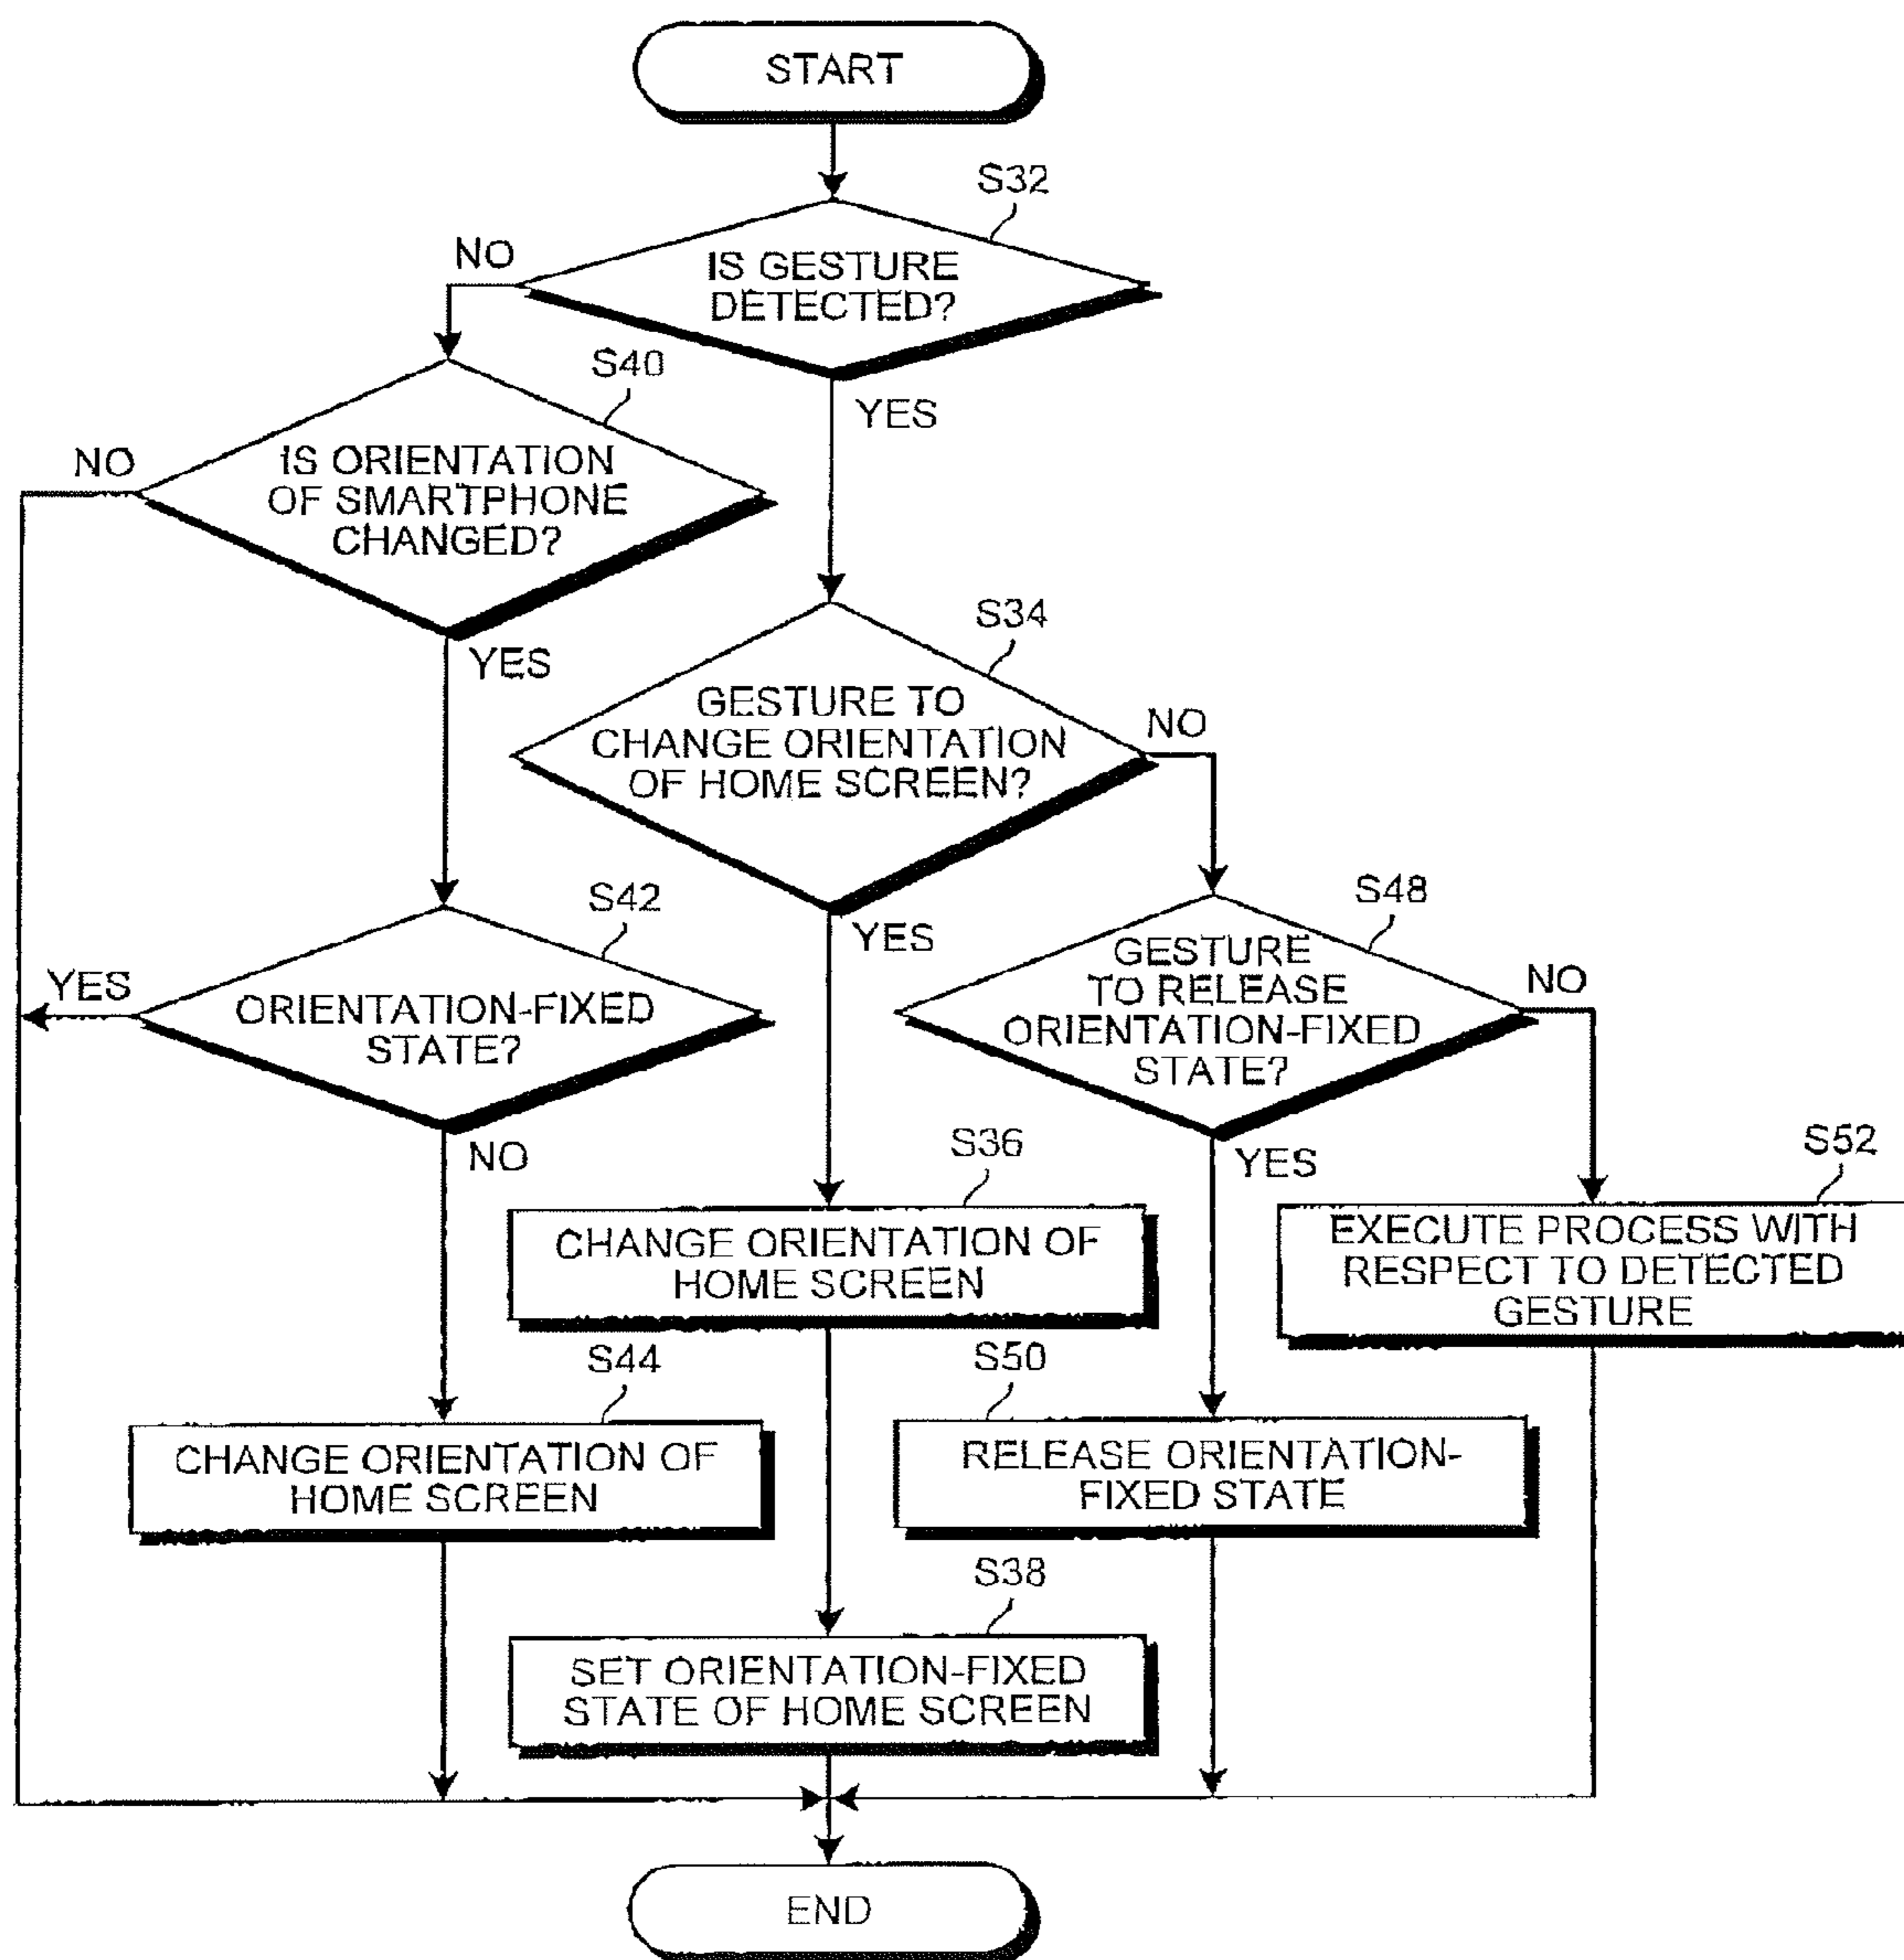 START
S32
NO
IS GESTURE
DETECTED?
S40
YES
NO
IS ORIENTATION
OF SMARTPHONE
CHANGED?
S34
YES
GESTURE TO
CHANGE ORIENTATION
OF HOME SCREEN?
NO
S42
S48
YES
YES
ORIENTATION-FIXED
STATE?
GESTURE
TO RELEASE
ORIENTATION-FIXED
STATE?
NO
NO
S36
YES
S52
CHANGE ORIENTATION OF
HOME SCREEN
EXECUTE PROCESS WITH
RESPECT TO DETECTED
GESTURE
S44
S50
CHANGE ORIENTATION OF
HOME SCREEN
RELEASE ORIENTATION-
FIXED STATE
S38
SET ORIENTATION-FIXED
STATE OF HOME SCREEN
END